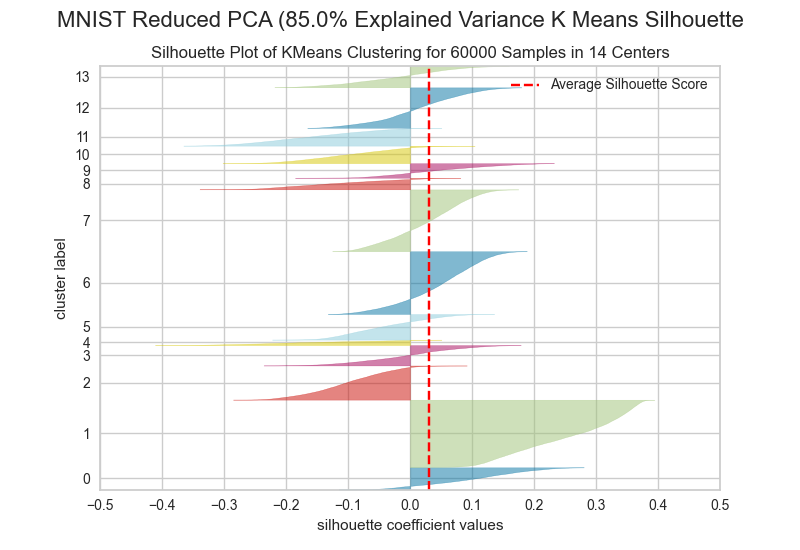 MNIST Reduced PCA (85.0% Explained Variance K Means Silhouette
Silhouette Plot of KMeans Clustering for 60000 Samples in 14 Centers
Average Silhouette Score
13
12
11
10
9
8
7
6
5
4
3
2
1
0
cluster label
−0.5 −0.4 −0.3 −0.2 −0.1 0.0 0.1 0.2 0.3 0.4 0.5
silhouette coefficient values